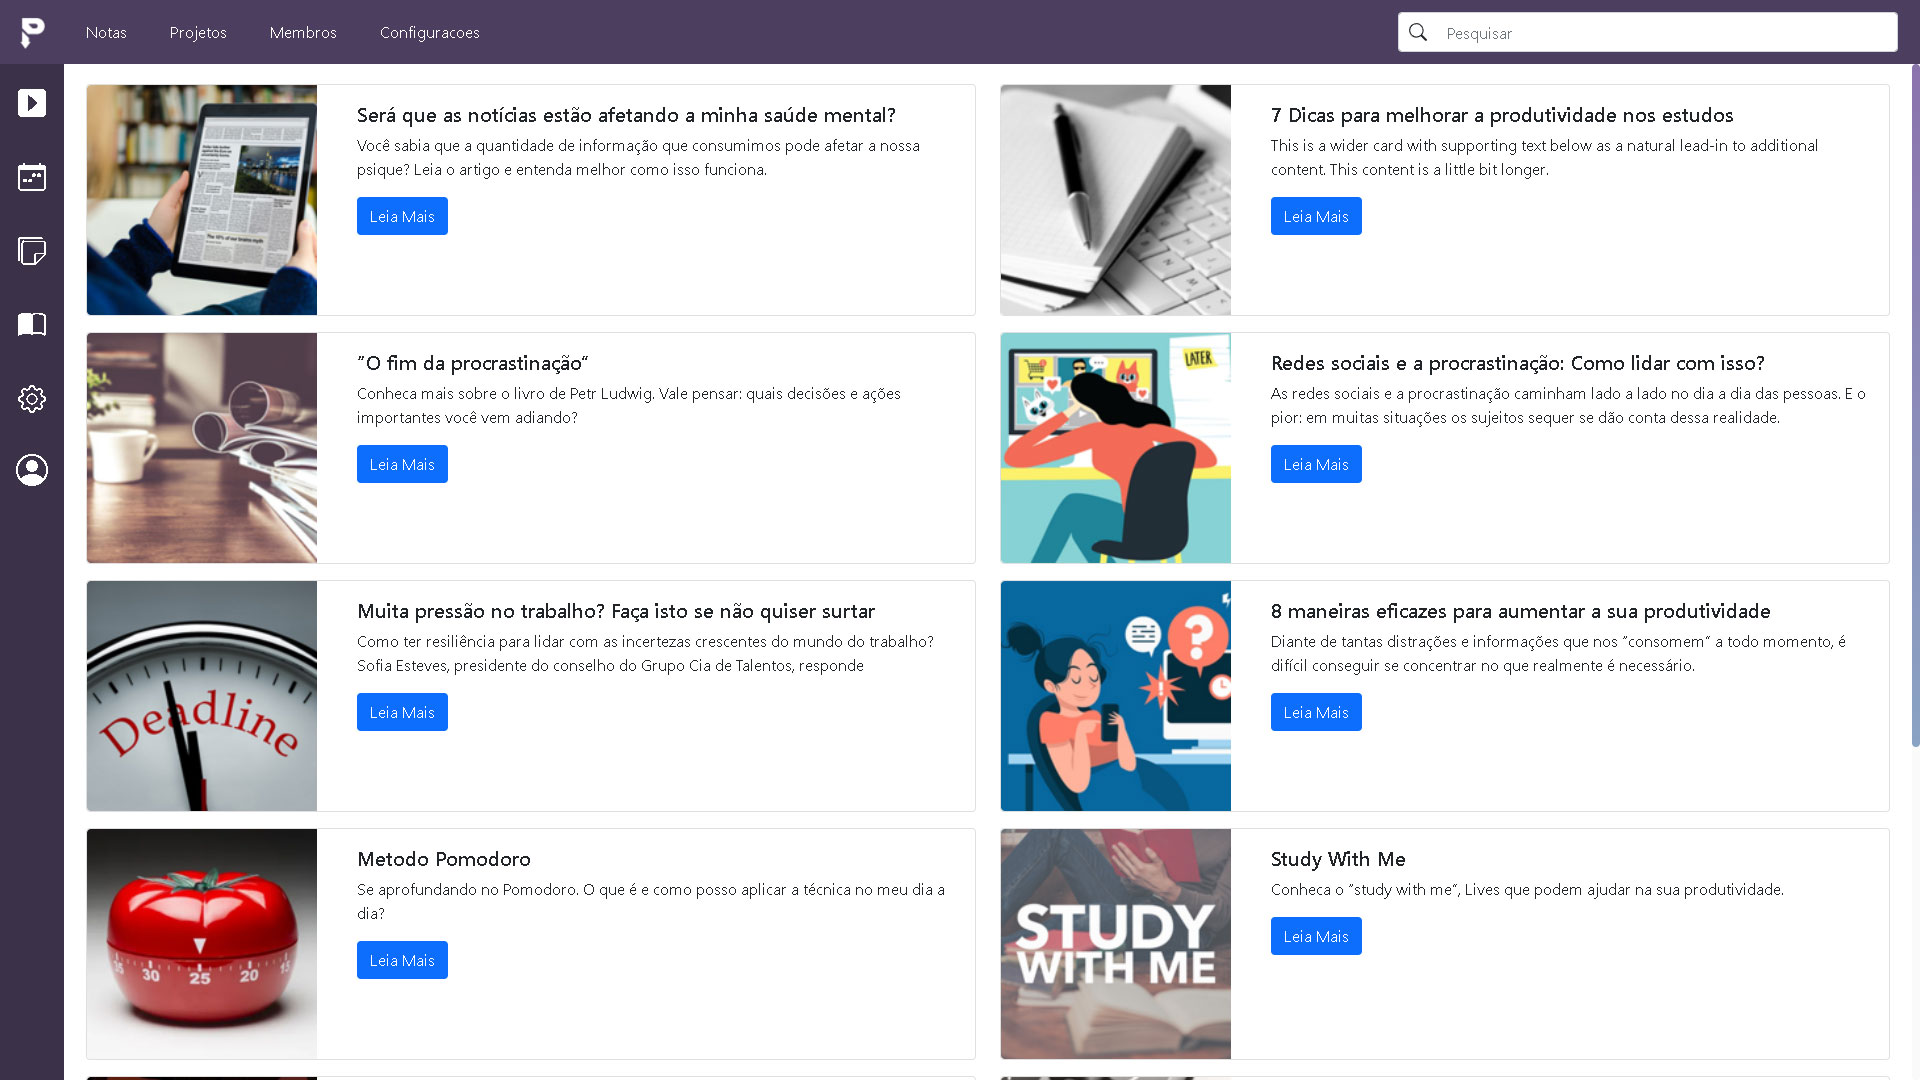 Notas Projetos Membros Configuracoes
Pesquisar
Será que as notícias estão afetando a minha saúde mental?
Você sabia que a quantidade de informação que consumimos pode afetar a nossa
psique? Leia o artigo e entenda melhor como isso funciona.
Leia Mais
7 Dicas para melhorar a produtividade nos estudos
This is a wider card with supporting text below as a natural lead-in to additional
content. This content is a little bit longer.
Leia Mais
"O fim da procrastinação"
Conheca mais sobre o livro de Petr Ludwig. Vale pensar: quais decisões e ações
importantes você vem adiando?
Leia Mais
LATER
Redes sociais e a procrastinação: Como lidar com isso?
As redes sociais e a procrastinação caminham lado a lado no dia a dia das pessoas. E o
pior: em muitas situações os sujeitos sequer se dão conta dessa realidade.
Leia Mais
Deadline
Muita pressão no trabalho? Faça isto se não quiser surtar
Como ter resiliência para lidar com as incertezas crescentes do mundo do trabalho?
Sofia Esteves, presidente do conselho do Grupo Cia de Talentos, responde
Leia Mais
?
!
8 maneiras eficazes para aumentar a sua produtividade
Diante de tantas distrações e informações que nos "consomem" a todo momento, é
difícil conseguir se concentrar no que realmente é necessário.
Leia Mais
35 30 25 20 15
Metodo Pomodoro
Se aprofundando no Pomodoro. O que é e como posso aplicar a técnica no meu dia a
dia?
Leia Mais
STUDY
WITH ME
Study With Me
Conheca o "study with me", Lives que podem ajudar na sua produtividade.
Leia Mais